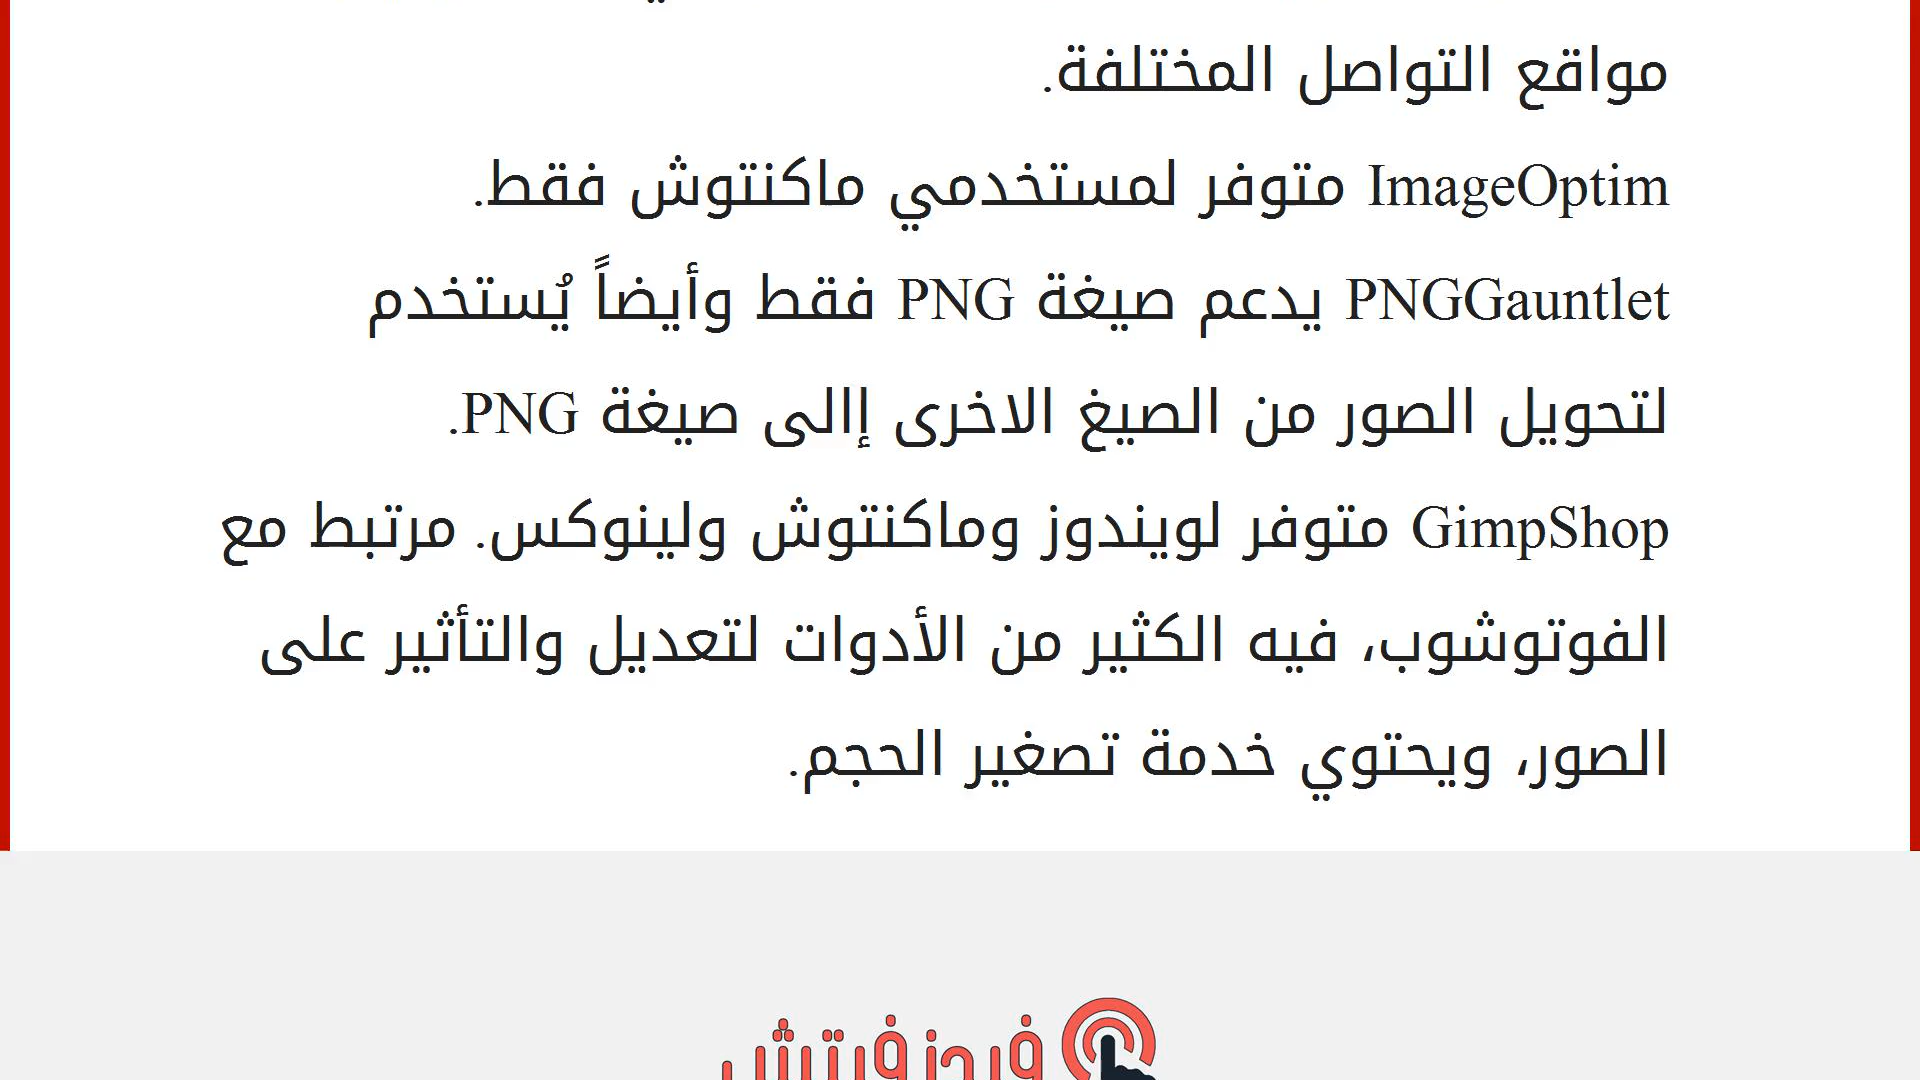 مواقع التواصل المختلفة.
ImageOptim متوفر لمستخدمي ماكنتوش فقط.
PNGGauntlet يدعم صيغة PNG فقط وأيضاً يُستخدم
لتحويل الصور من الصيغ الاخرى إالى صيغة PNG.
GimpShop متوفر لويندوز وماكنتوش ولينوكس. مرتبط مع
الفوتوشوب، فيه الكثير من الأدوات لتعديل والتأثير على
الصور، ويحتوي خدمة تصغير الحجم.